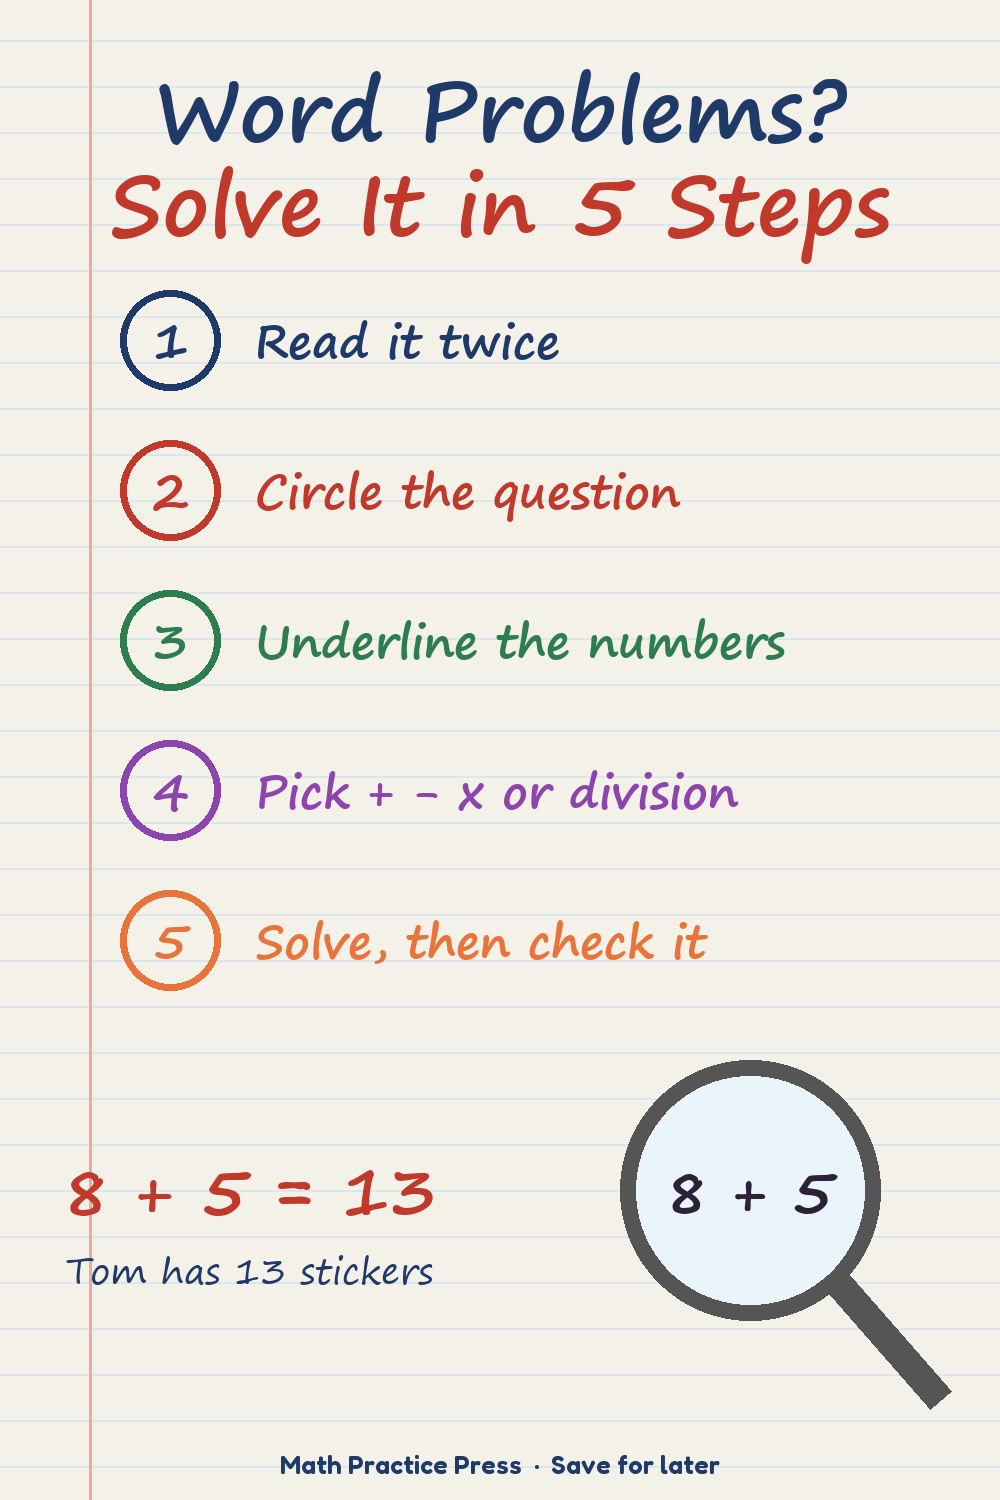 Word Problems?
Solve It in 5 Steps
1 Read it twice
2 Circle the question
3 Underline the numbers
4 Pick + - x or division
5 Solve, then check it
8 + 5 = 13
8 + 5
Tom has 13 stickers
Math Practice Press · Save for later